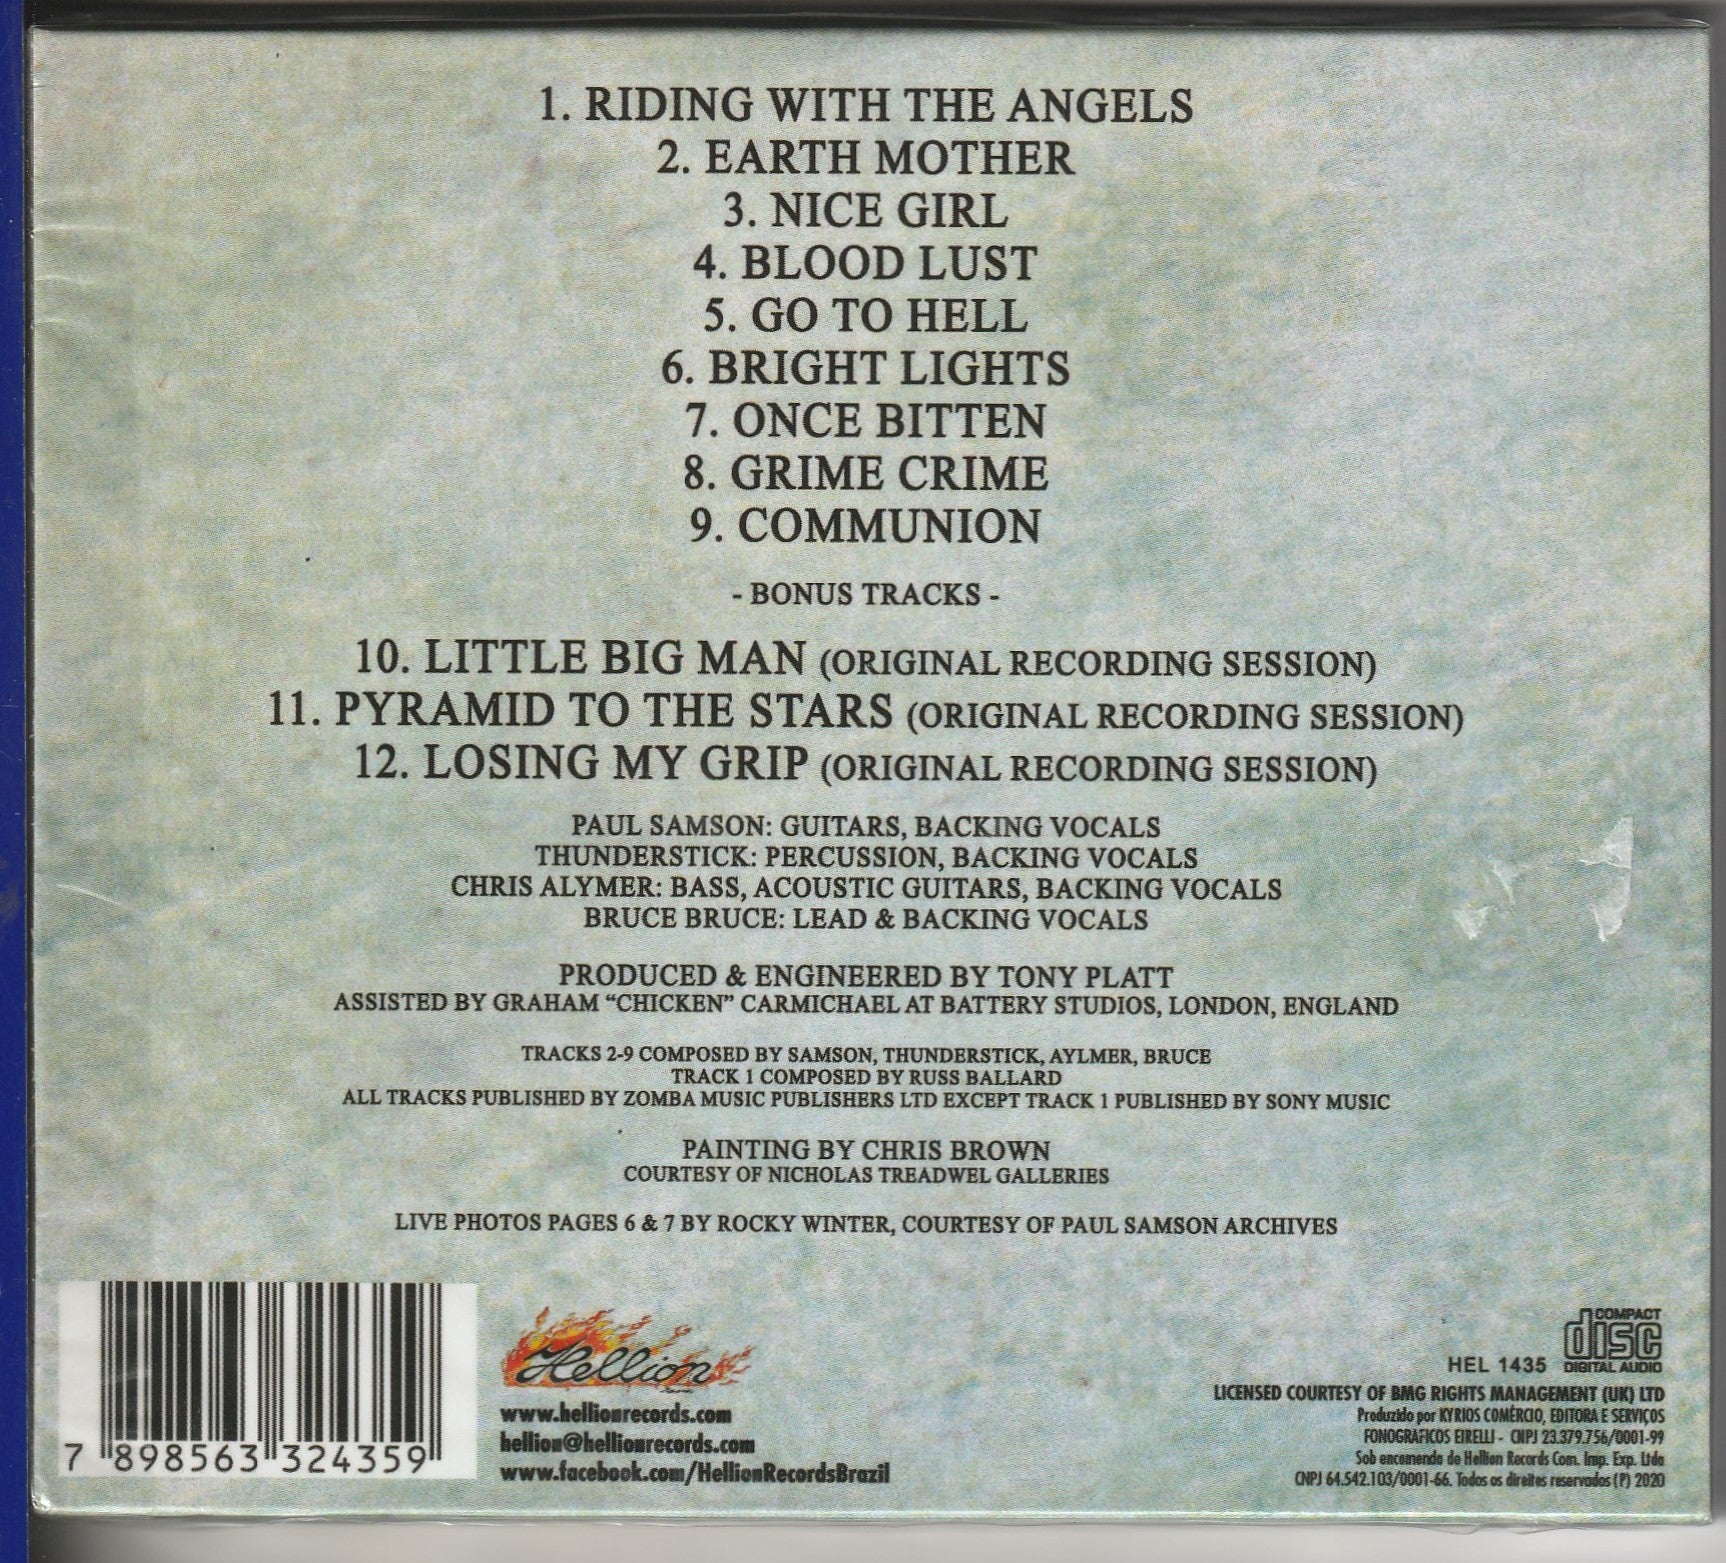 1. RIDING WITH THE ANGELS
2. EARTH MOTHER
3. NICE GIRL
4. BLOOD LUST
5. GO TO HELL
6. BRIGHT LIGHTS
7. ONCE BITTEN
8. GRIME CRIME
9. COMMUNION
- BONUS TRACKS -
10. LITTLE BIG MAN (ORIGINAL RECORDING SESSION)
11. PYRAMID TO THE STARS (ORIGINAL RECORDING SESSION)
12. LOSING MY GRIP (ORIGINAL RECORDING SESSION)
PAUL SAMSON: GUITARS, BACKING VOCALS
THUNDERSTICK: PERCUSSION, BACKING VOCALS
CHRIS ALYMER: BASS, ACOUSTIC GUITARS, BACKING VOCALS
BRUCE BRUCE: LEAD & BACKING VOCALS
PRODUCED & ENGINEERED BY TONY PLATT
ASSISTED BY GRAHAM “CHICKEN” CARMICHAEL AT BATTERY STUDIOS, LONDON, ENGLAND
TRACKS 2-9 COMPOSED BY SAMSON, THUNDERSTICK, AYLMER, BRUCE
TRACK 1 COMPOSED BY RUSS BALLARD
ALL TRACKS PUBLISHED BY ZOMBA MUSIC PUBLISHERS LTD EXCEPT TRACK 1 PUBLISHED BY SONY MUSIC
PAINTING BY CHRIS BROWN
COURTESY OF NICHOLAS TREADWEL GALLERIES
LIVE PHOTOS PAGES 6 & 7 BY ROCKY WINTER, COURTESY OF PAUL SAMSON ARCHIVES
7 898563 324359
Hellion
www.hellionrecords.com
hellion@hellionrecords.com
www.facebook.com/HellionRecordsBrazil
COMPACT
disc
DIGITAL AUDIO
HEL 1435
LICENSED COURTESY OF BMG RIGHTS MANAGEMENT (UK) LTD
Produzido por KYRIOS COMÉRCIO, EDITORA E SERVIÇOS
FONOGRÁFICOS EIRELLI - CNPJ 23.379.756/0001-99
Sob encomenda de Hellion Records Com. Imp. Exp. Ltda
CNPJ 64.542.103/0001-66. Todos os direitos reservados (P) 2020